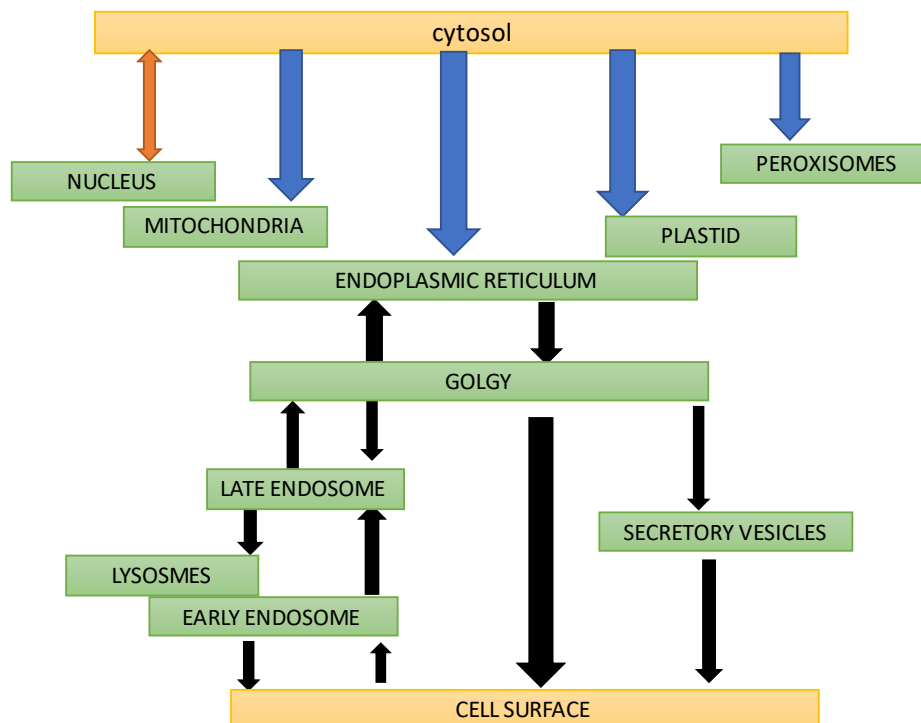 cytosol
NUCLEUS
PEROXISOMES
MITOCHONDRIA
PLASTID
ENDOPLASMIC RETICULUM
GOLGY
LATE ENDOSOME
SECRETORY VESICLES
LYSOSMES
EARLY ENDOSOME
CELL SURFACE